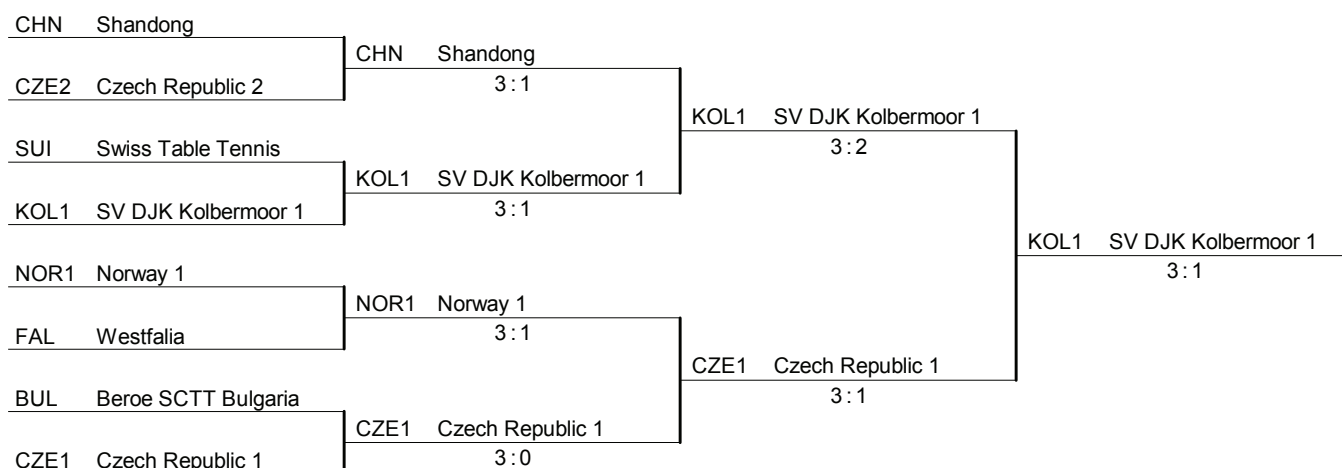 CHN Shandong
CHN Shandong
3 : 1
CZE2 Czech Republic 2
KOL1 SV DJK Kolbermoor 1
3 : 2
SUI Swiss Table Tennis
KOL1 SV DJK Kolbermoor 1
3 : 1
KOL1 SV DJK Kolbermoor 1
KOL1 SV DJK Kolbermoor 1
3 : 1
NOR1 Norway 1
NOR1 Norway 1
3 : 1
FAL Westfalia
CZE1 Czech Republic 1
3 : 1
BUL Beroe SCTT Bulgaria
CZE1 Czech Republic 1
3 : 0
CZE1 Czech Republic 1